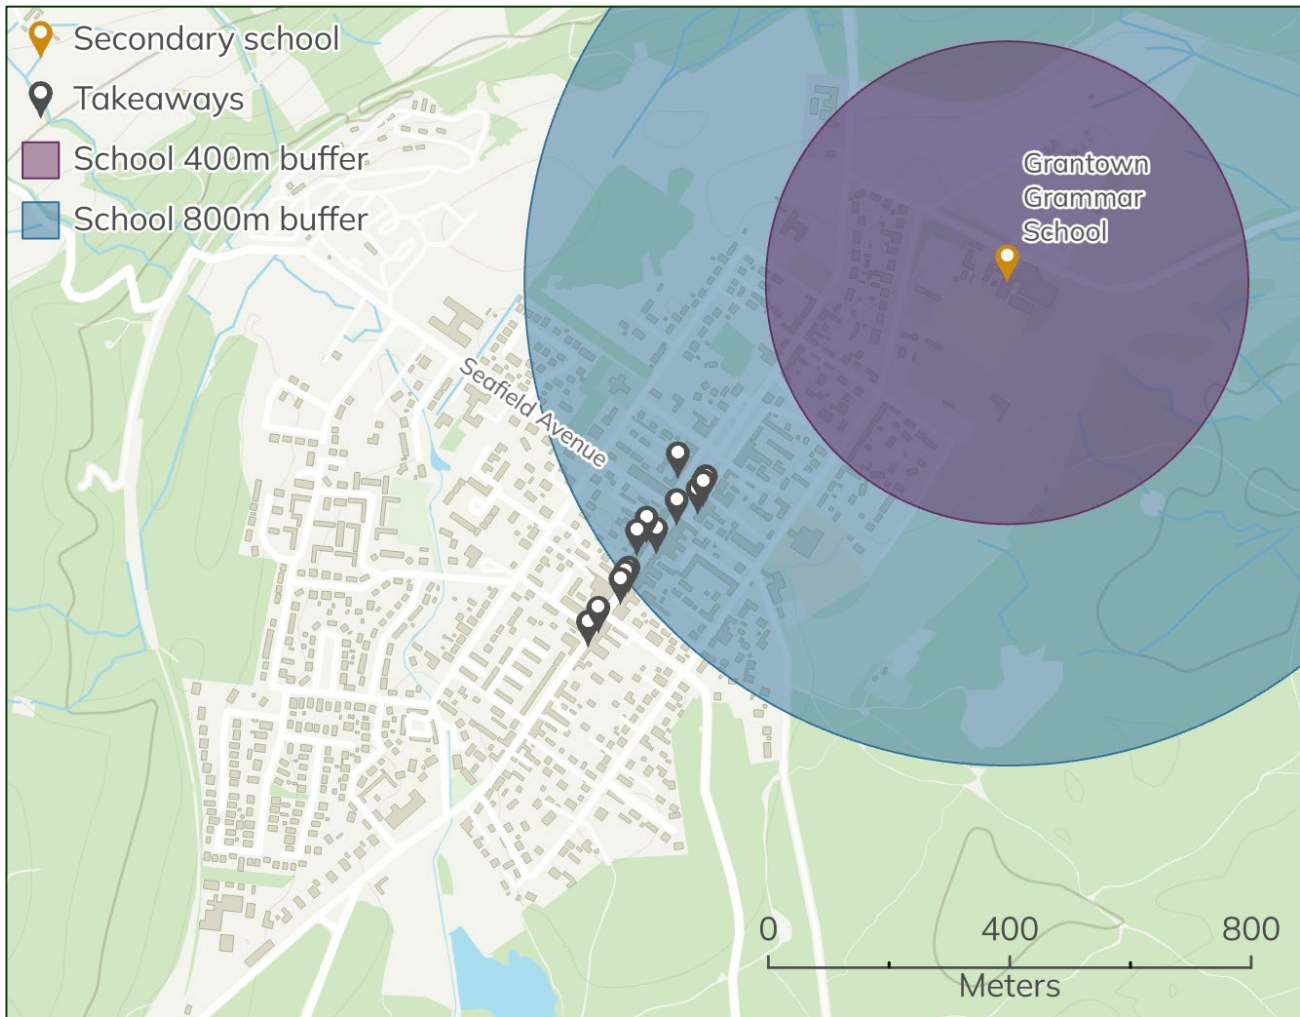 Secondary school
Takeaways
School 400m buffer
School 800m buffer
Grantown
Grammar
School
Seafield Avenue
0 400 800
Meters